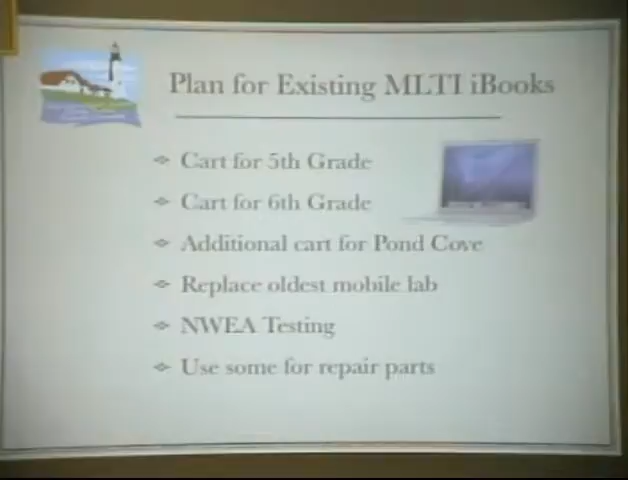 Plan for Existing MLTI iBooks
Cart for 5th Grade
Cart for 6th Grade
Additional cart for Pond Cove
Replace oldest mobile lab
NWEA Testing
Use some for repair parts